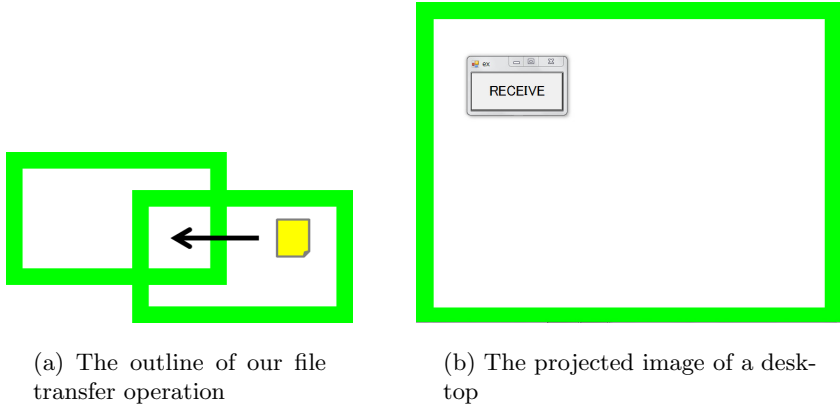 ex
RECEIVE
(a) The outline of our file
transfer operation
(b) The projected image of a desk-
top